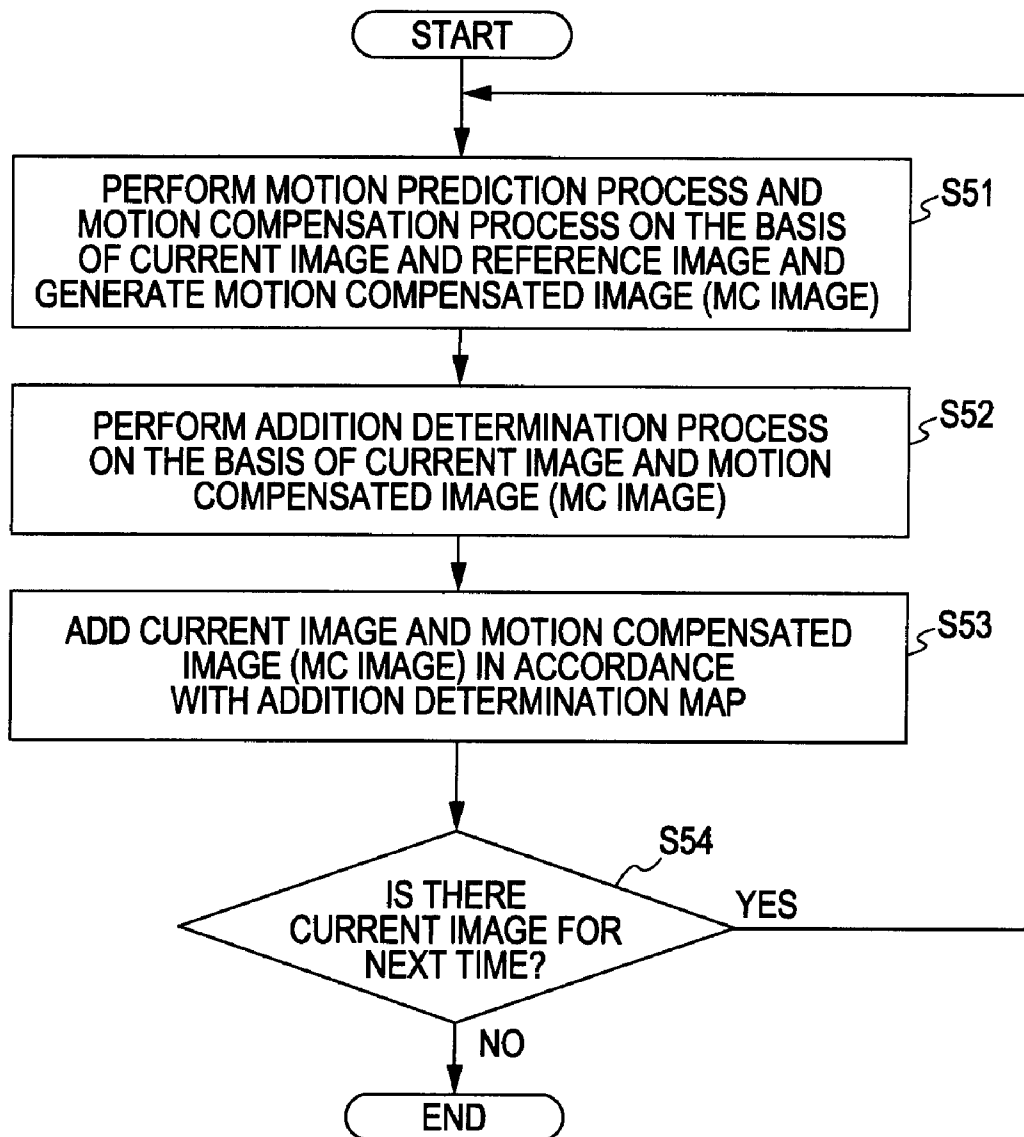 START
PERFORM MOTION PREDICTION PROCESS AND
MOTION COMPENSATION PROCESS ON THE BASIS
OF CURRENT IMAGE AND REFERENCE IMAGE AND
GENERATE MOTION COMPENSATED IMAGE (MC IMAGE)
S51
PERFORM ADDITION DETERMINATION PROCESS
ON THE BASIS OF CURRENT IMAGE AND MOTION
COMPENSATED IMAGE (MC IMAGE)
S52
ADD CURRENT IMAGE AND MOTION COMPENSATED
IMAGE (MC IMAGE) IN ACCORDANCE
WITH ADDITION DETERMINATION MAP
S53
S54
IS THERE
CURRENT IMAGE FOR
NEXT TIME?
YES
NO
END